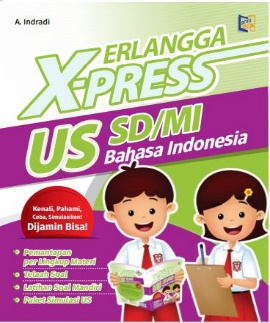 A. Indradi
ERLANGGA
X-PRESS
US SD/MI
Bahasa Indonesia
Kenali, Pahami,
Coba, Simulasikan!
Dijamin Bisa!
• Pemantapan
per Lingkup Materi
• Telaah Soal
• Latihan Soal Mandiri
• Paket Simulasi US